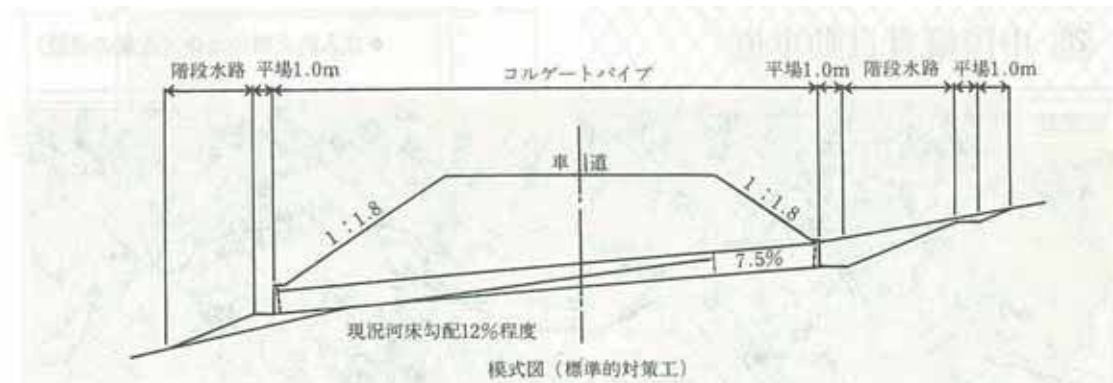 階段水路 平場1.0m コルゲートパイプ 平場1.0m 階段水路 平場1.0m
車道
1:1.8
1:1.8
7.5%
現況河床勾配12%程度
模式図(標準的対策工)